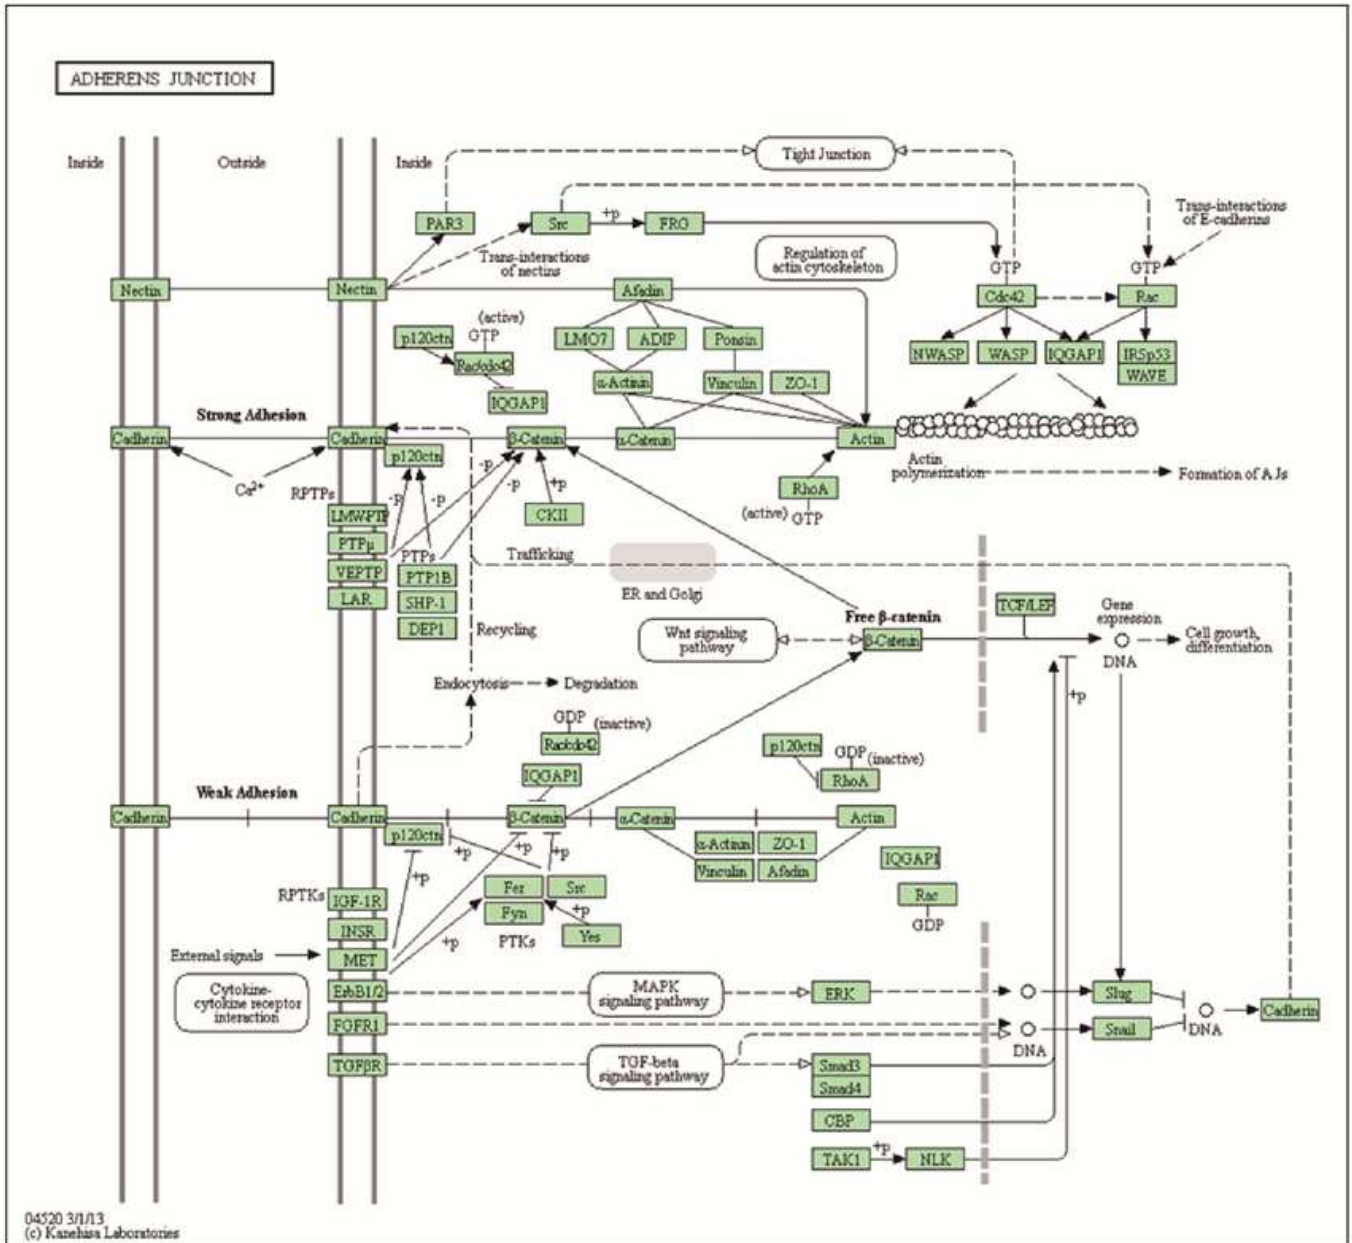 ADHERENS JUNCTION
Inside
Outside
Inside
Tight Junction
PAR3
Src
+p
FRG
Trans-interactions
of E-cadherins
Trans-interactions
of nectins
Regulation of
actin cytoskeleton
GTP
GTP
Nectin
Nectin
Afadin
Cdc42
Rac
p120ctn
(active)
GTP
Rac/cdc42
IQGAP1
LMO7
ADIP
Ponsin
α-Actinin
Vinculin
ZO-1
NWASP
WASP
IQGAP1
IRSp53
WAVE
Strong Adhesion
Cadherin
Cadherin
p120ctn
β-Catenin
α-Catenin
Actin
Ca2+
Actin
polymerization
Formation of AJs
RPTPs
-p
-p
-p
-p
+p
CKII
RhoA
(active)
GTP
LMW-PTP
PTPμ
VEPTP
LAR
PTPs
PTP1B
SHP-1
DEP1
Trafficking
ER and Golgi
Recycling
Wnt signaling
pathway
Free β-catenin
β-Catenin
TCF/LEF
Gene
expression
DNA
Cell growth,
differentiation
+p
Endocytosis
Degradation
GDP
(inactive)
Rac/cdc42
IQGAP1
p120ctn
GDP
(inactive)
RhoA
Weak Adhesion
Cadherin
Cadherin
p120ctn
β-Catenin
α-Catenin
Actin
+p
+p
+p
+p
α-Actinin
ZO-1
Vinculin
Afadin
IQGAP1
Rac
GDP
RPTKs
IGF-1R
INSR
MET
ErbB1/2
FGFR1
TGFβR
Fer
Src
Fyn
+p
Yes
PTKs
+p
External signals
Cytokine-
cytokine receptor
interaction
MAPK
signaling pathway
ERK
TGF-beta
signaling pathway
DNA
Slug
Snail
DNA
Cadherin
Smad3
Smad4
CBP
TAK1
+p
NLK
04520 3/1/13
(c) Kanehisa Laboratories